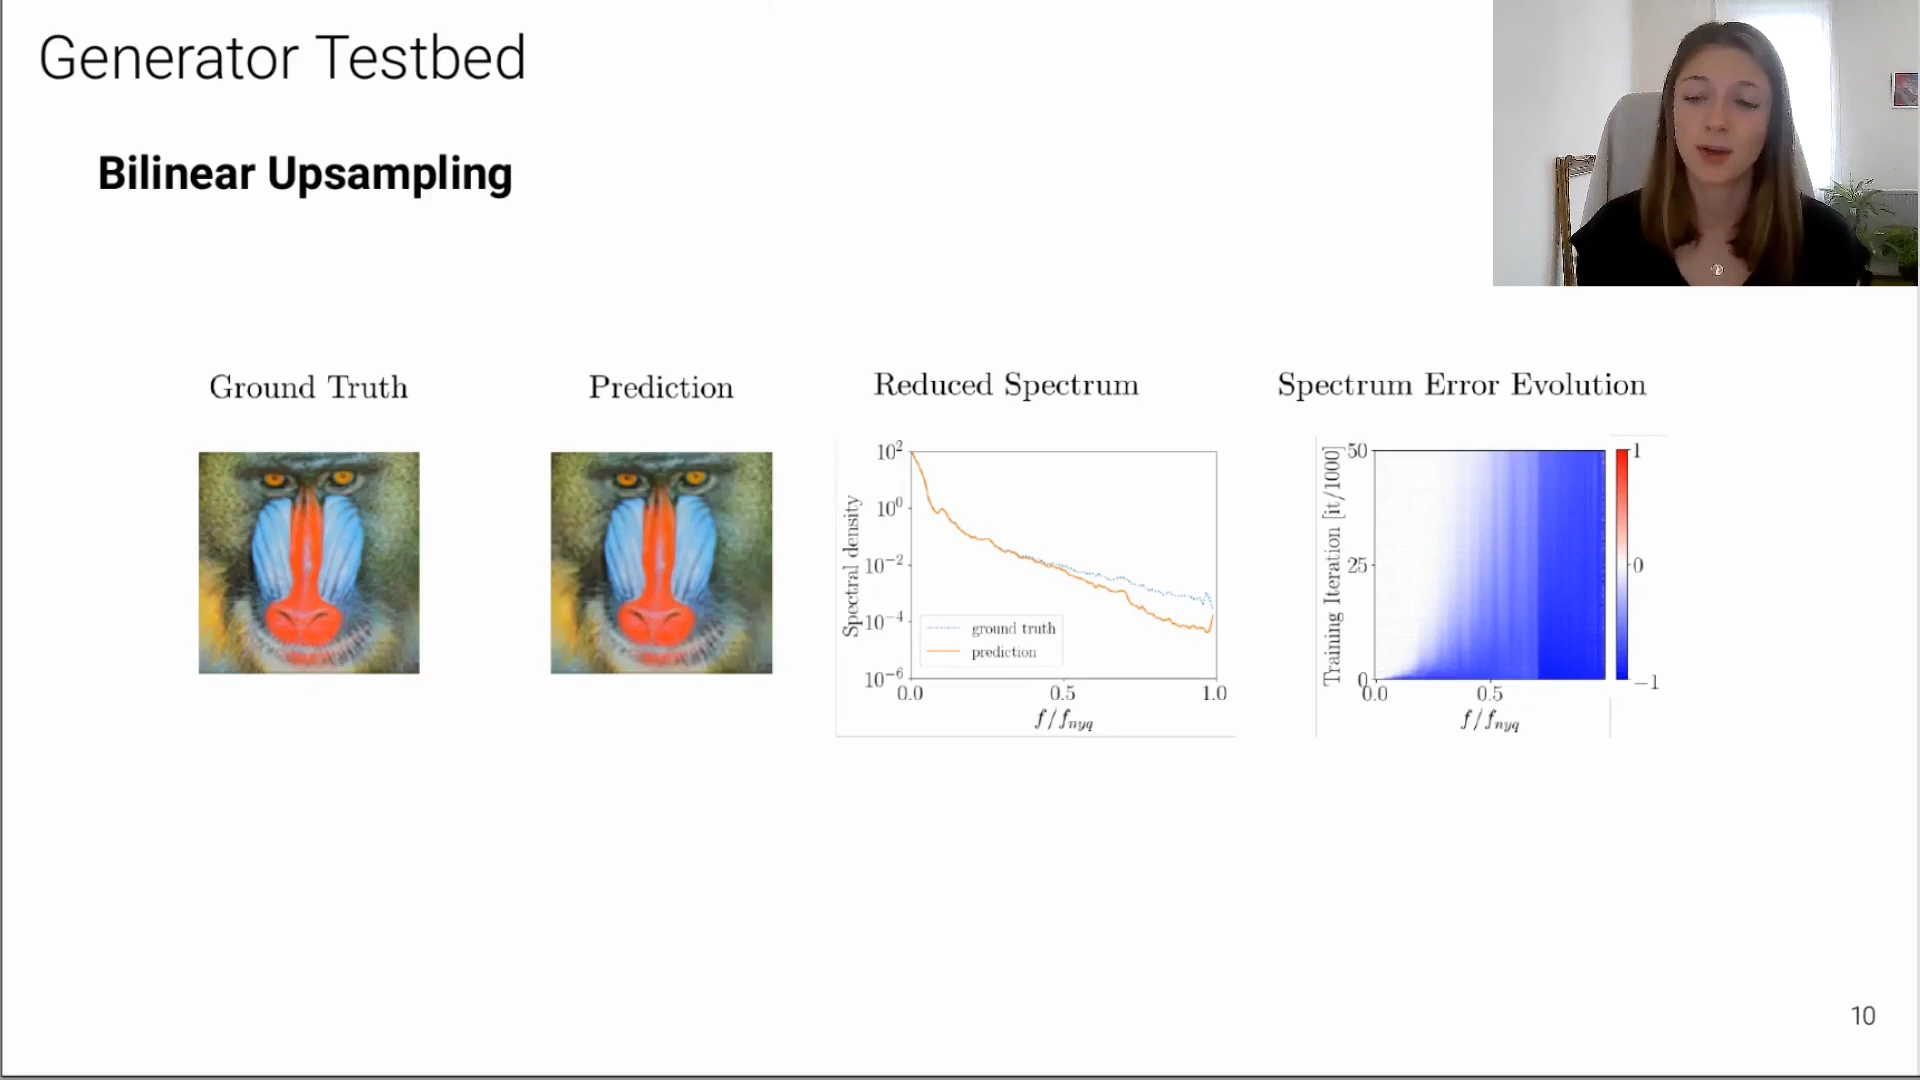 Generator Testbed
Bilinear Upsampling
Ground Truth
Prediction
Reduced Spectrum
Spectrum Error Evolution
Spectral density
10²
10⁰
10⁻²
10⁻⁴
10⁻⁶
ground truth
prediction
0.0 0.5 1.0
f/fnyq
Training Iteration [it/1000]
50
25
0
0.0 0.5
f/fnyq
1
0
−1
10